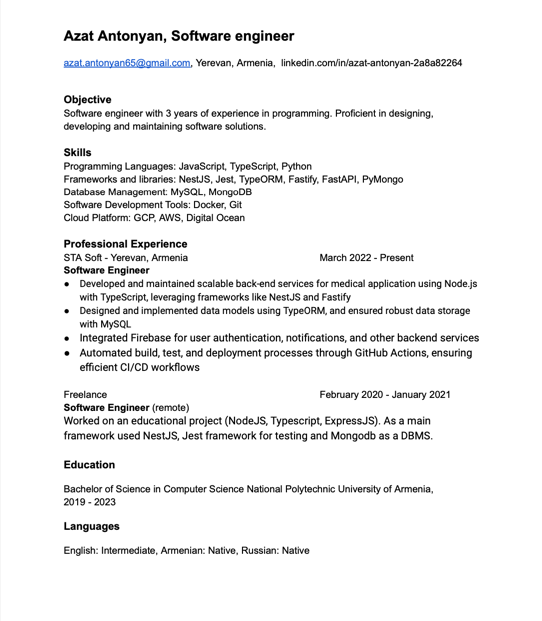 Azat Antonyan, Software engineer
azat.antonyan65@gmail.com, Yerevan, Armenia, linkedin.com/in/azat-antonyan-2a8a82264
Objective
Software engineer with 3 years of experience in programming. Proficient in designing,
developing and maintaining software solutions.
Skills
Programming Languages: JavaScript, TypeScript, Python
Frameworks and libraries: NestJS, Jest, TypeORM, Fastify, FastAPI, PyMongo
Database Management: MySQL, MongoDB
Software Development Tools: Docker, Git
Cloud Platform: GCP, AWS, Digital Ocean
Professional Experience
STA Soft - Yerevan, Armenia March 2022 - Present
Software Engineer
● Developed and maintained scalable back-end services for medical application using Node.js
with TypeScript, leveraging frameworks like NestJS and Fastify
● Designed and implemented data models using TypeORM, and ensured robust data storage
with MySQL
● Integrated Firebase for user authentication, notifications, and other backend services
● Automated build, test, and deployment processes through GitHub Actions, ensuring
efficient CI/CD workflows
Freelance February 2020 - January 2021
Software Engineer (remote)
Worked on an educational project (NodeJS, Typescript, ExpressJS). As a main
framework used NestJS, Jest framework for testing and Mongodb as a DBMS.
Education
Bachelor of Science in Computer Science National Polytechnic University of Armenia,
2019 - 2023
Languages
English: Intermediate, Armenian: Native, Russian: Native